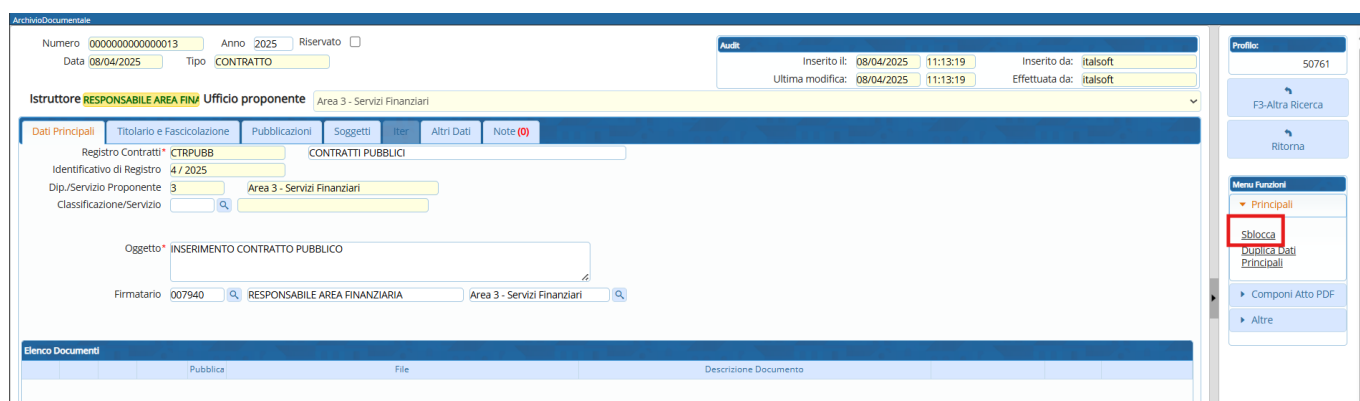 ArchivioDocumentale
Numero 0000000000000013 Anno 2025 Riservato
Data 08/04/2025 Tipo CONTRATTO
Istruttore RESPONSABILE AREA FINA Ufficio proponente Area 3 - Servizi Finanziari
Audit
Inserito il: 08/04/2025 11:13:19 Inserito da: italsoft
Ultima modifica: 08/04/2025 11:13:19 Effettuata da: italsoft
Dati Principali Titolario e Fascicolazione Pubblicazioni Soggetti Iter Altri Dati Note (0)
Registro Contratti* CTRPUBB CONTRATTI PUBBLICI
Identificativo di Registro 4 / 2025
Dip./Servizio Proponente 3 Area 3 - Servizi Finanziari
Classificazione/Servizio
Oggetto* INSERIMENTO CONTRATTO PUBBLICO
Firmatario 007940 RESPONSABILE AREA FINANZIARIA Area 3 - Servizi Finanziari
Elenco Documenti
Pubblica File Descrizione Documento
Profilo:
50761
F3-Altra Ricerca
Ritorna
Menu Funzioni
Principali
Sblocca
Duplica Dati
Principali
Componi Atto PDF
Altre